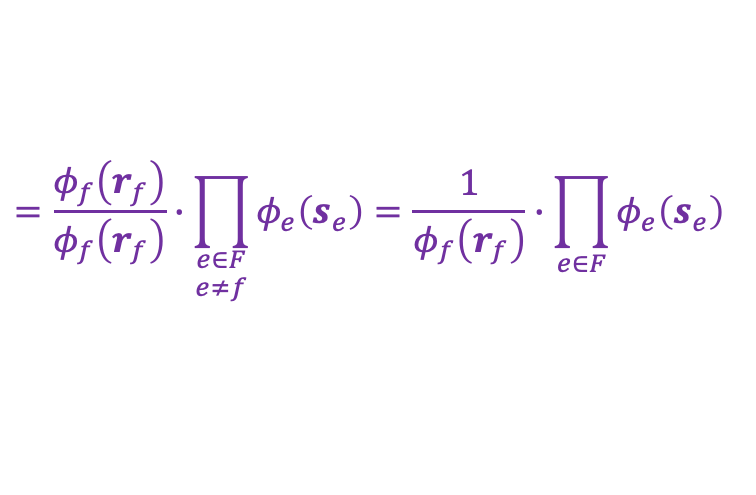 = ϕ_f(𝒓_f)/ϕ_f(𝒓_f) · ∏_{e∈F, e≠f} ϕ_e(𝒔_e) = 1/ϕ_f(𝒓_f) · ∏_{e∈F} ϕ_e(𝒔_e)